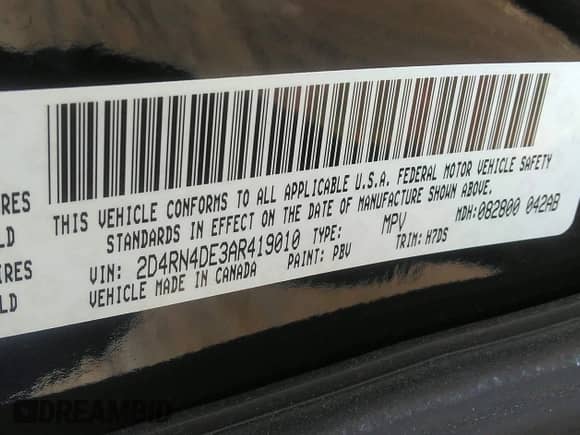 THIS VEHICLE CONFORMS TO ALL APPLICABLE U.S.A. FEDERAL MOTOR VEHICLE SAFETY
STANDARDS IN EFFECT ON THE DATE OF MANUFACTURE SHOWN ABOVE.
MDH:082800 042AB
VIN: 2D4RN4DE3AR419010 TYPE: MPV
VEHICLE MADE IN CANADA PAINT: PBV TRIM: H7DS
IRES
LD
IRES
LD
DREAMBID